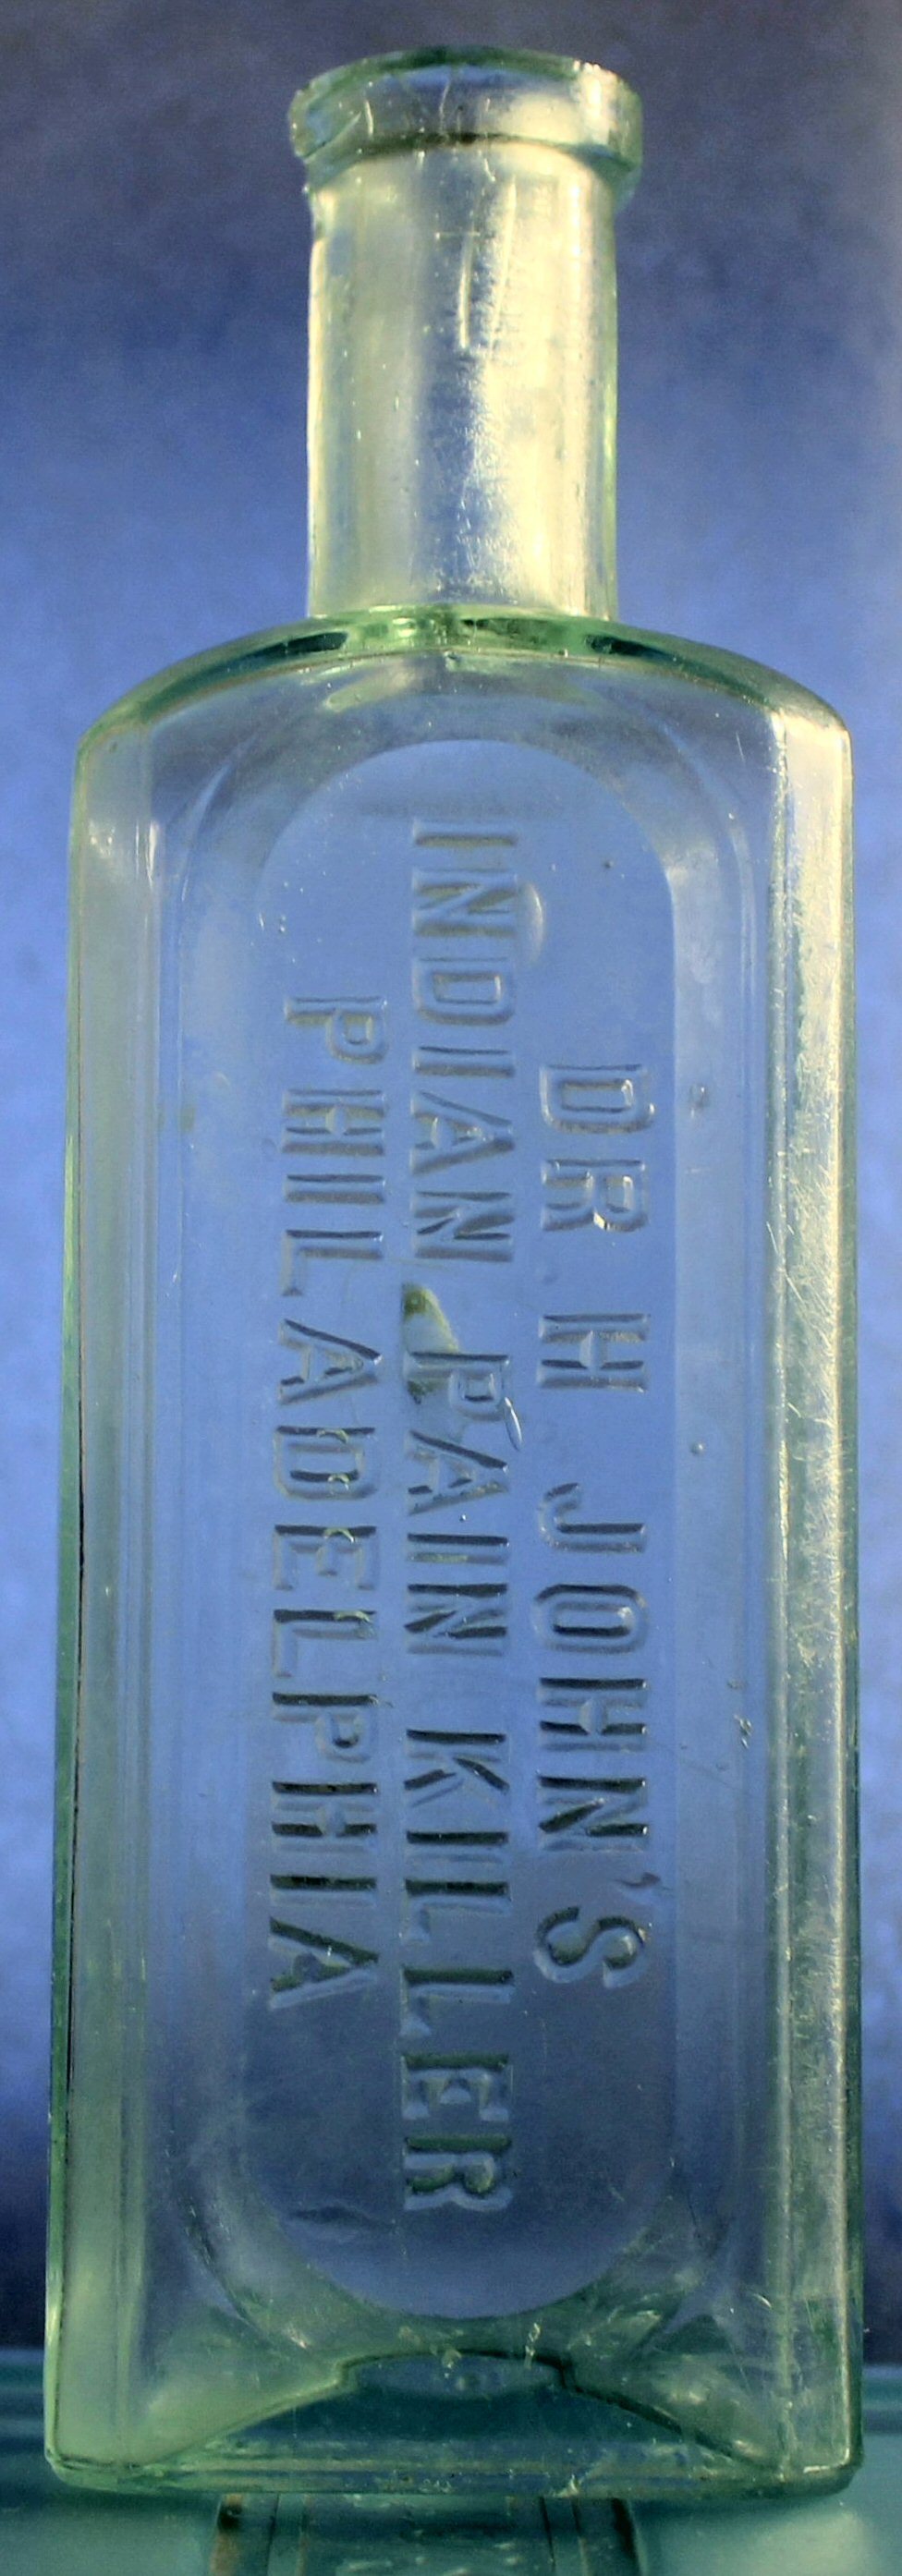 DR. H JOHN'S
INDIAN PAIN KILLER
PHILADELPHIA